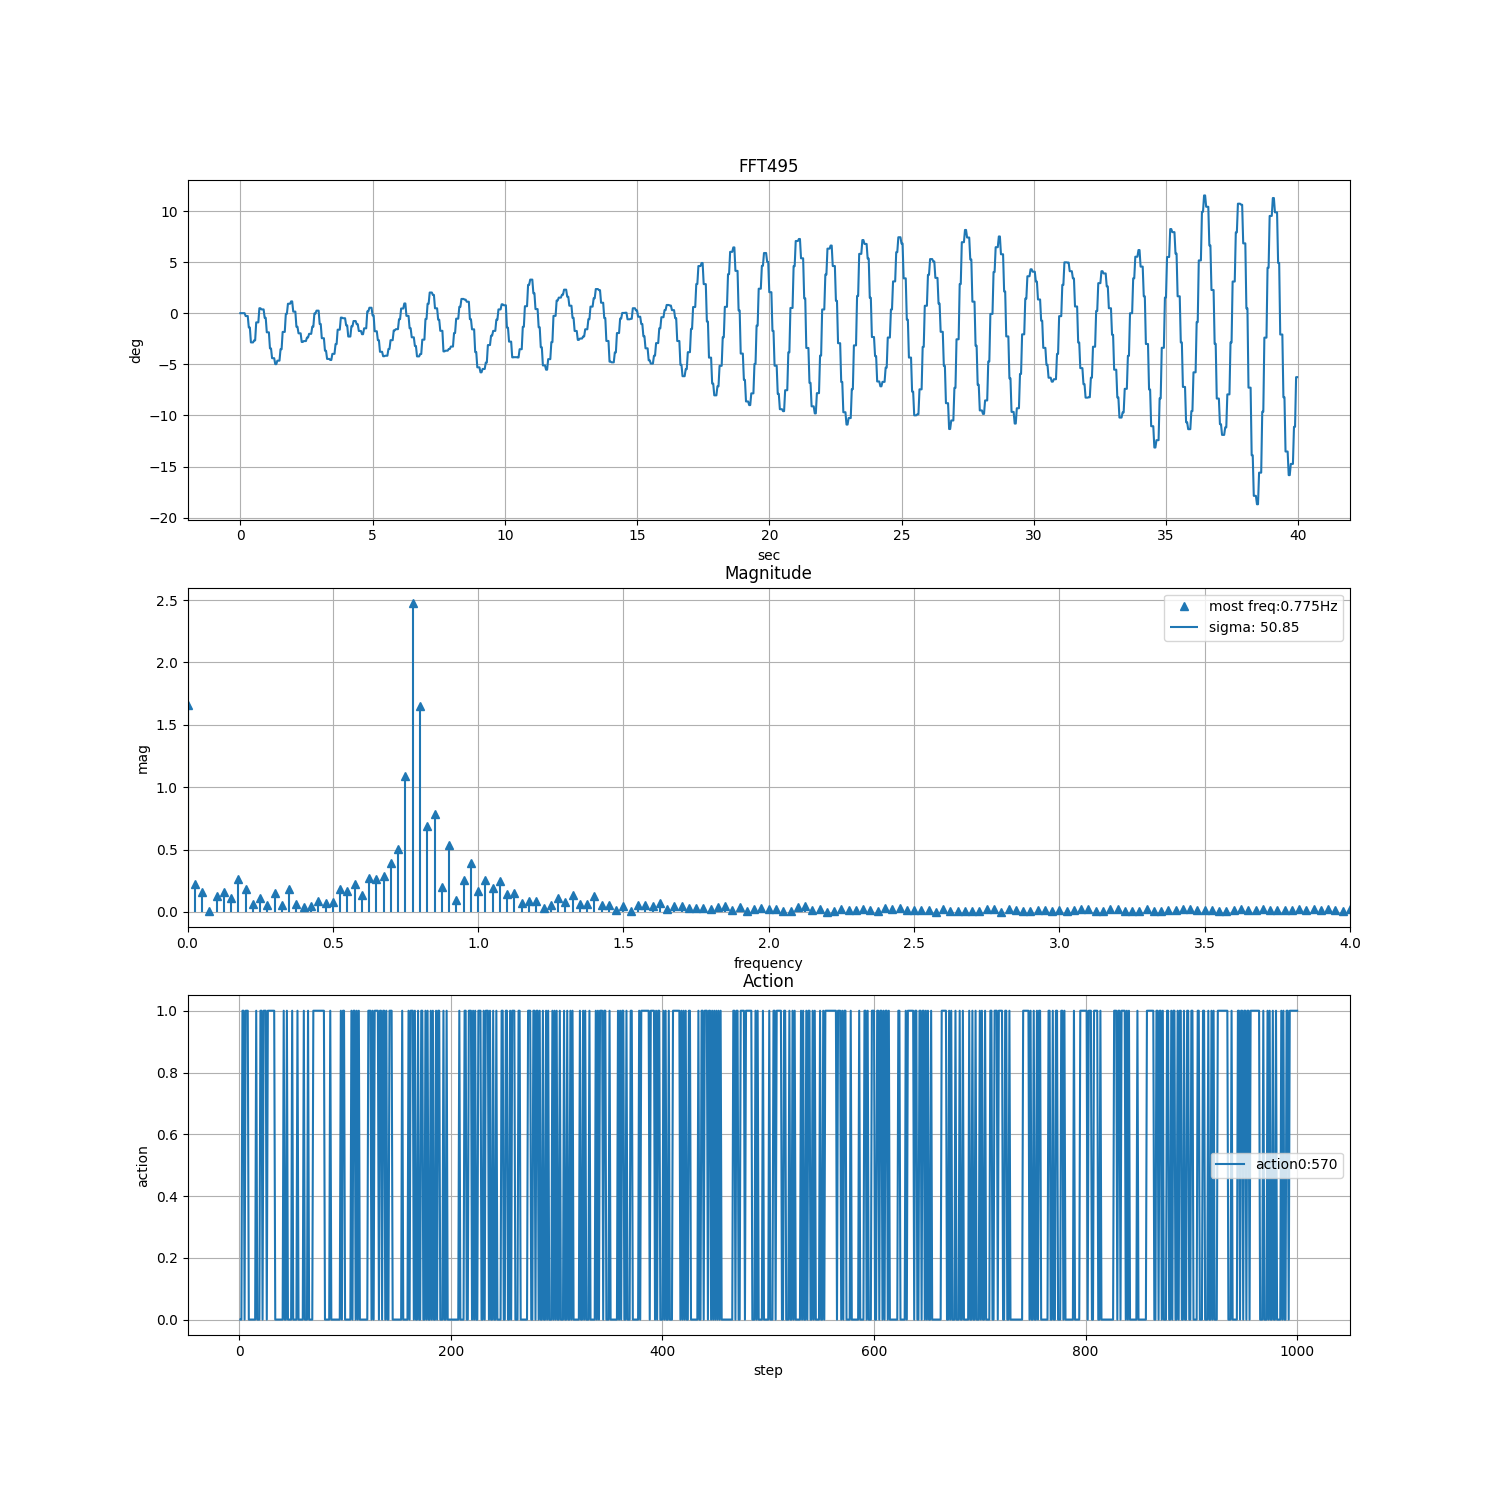 FFT495
10
5
0
−5
−10
−15
−20
deg
0 5 10 15 20 25 30 35 40
sec
Magnitude
2.5
2.0
1.5
1.0
0.5
0.0
mag
most freq:0.775Hz
sigma: 50.85
0.0 0.5 1.0 1.5 2.0 2.5 3.0 3.5 4.0
frequency
Action
1.0
0.8
0.6
0.4
0.2
0.0
action
action0:570
0 200 400 600 800 1000
step